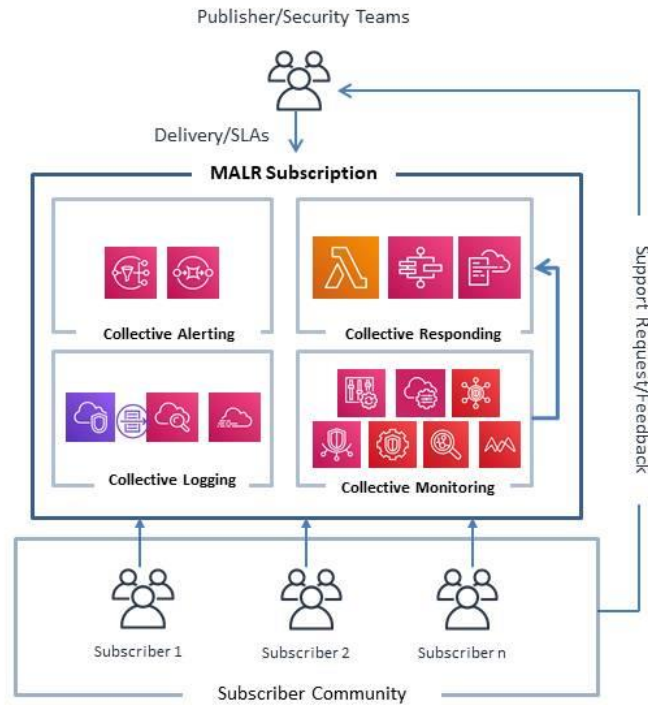 Publisher/Security Teams
Delivery/SLAs
MALR Subscription
Collective Alerting
Collective Responding
Collective Logging
Collective Monitoring
Support Request/Feedback
Subscriber 1
Subscriber 2
Subscriber n
Subscriber Community